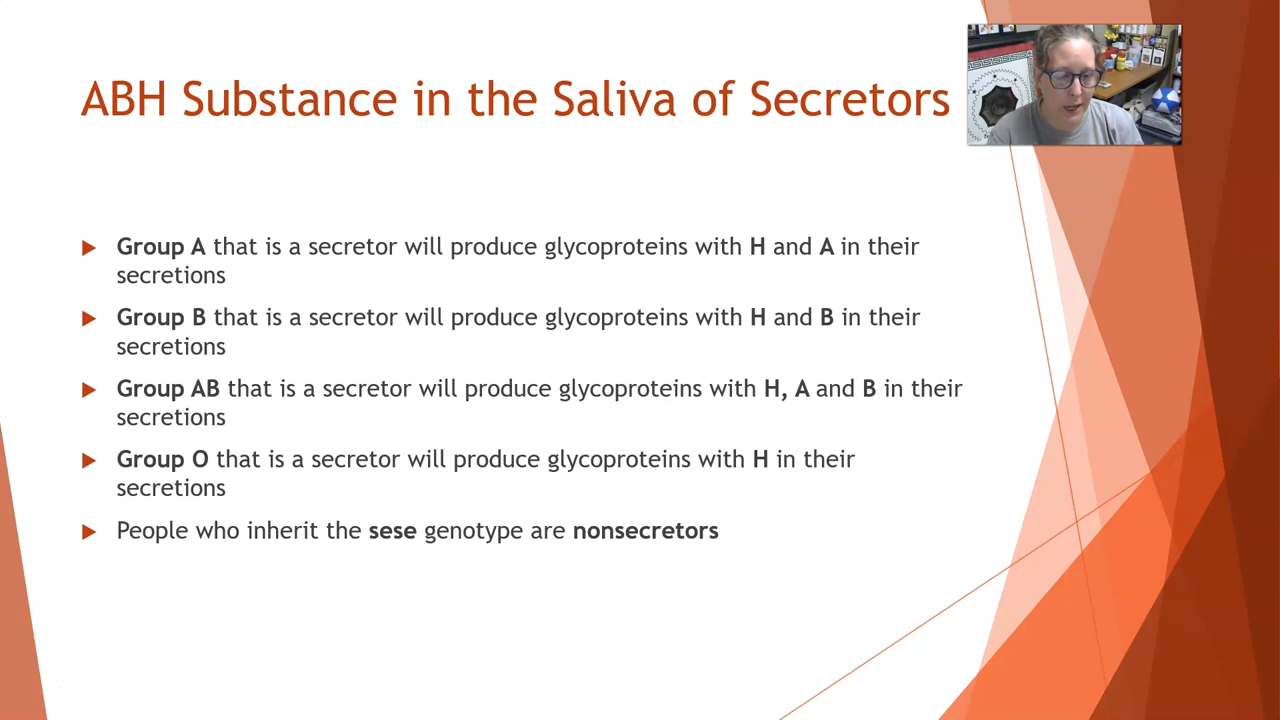 ABH Substance in the Saliva of Secretors
Group A that is a secretor will produce glycoproteins with H and A in their
secretions
Group B that is a secretor will produce glycoproteins with H and B in their
secretions
Group AB that is a secretor will produce glycoproteins with H, A and B in their
secretions
Group O that is a secretor will produce glycoproteins with H in their
secretions
People who inherit the sese genotype are nonsecretors